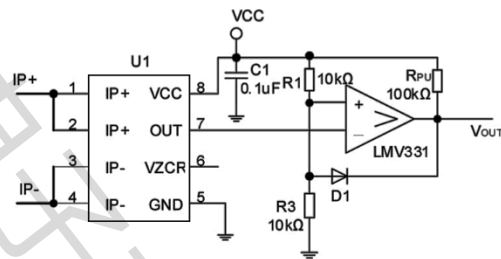 VCC
U1
IP+
1 IP+ VCC 8
C1
0.1uF
R1
10kΩ
RPU
100kΩ
2 IP+ OUT 7
+
−
>
LMV331
VOUT
3 IP- VZCR 6
IP-
4 IP- GND 5
D1
R3
10kΩ